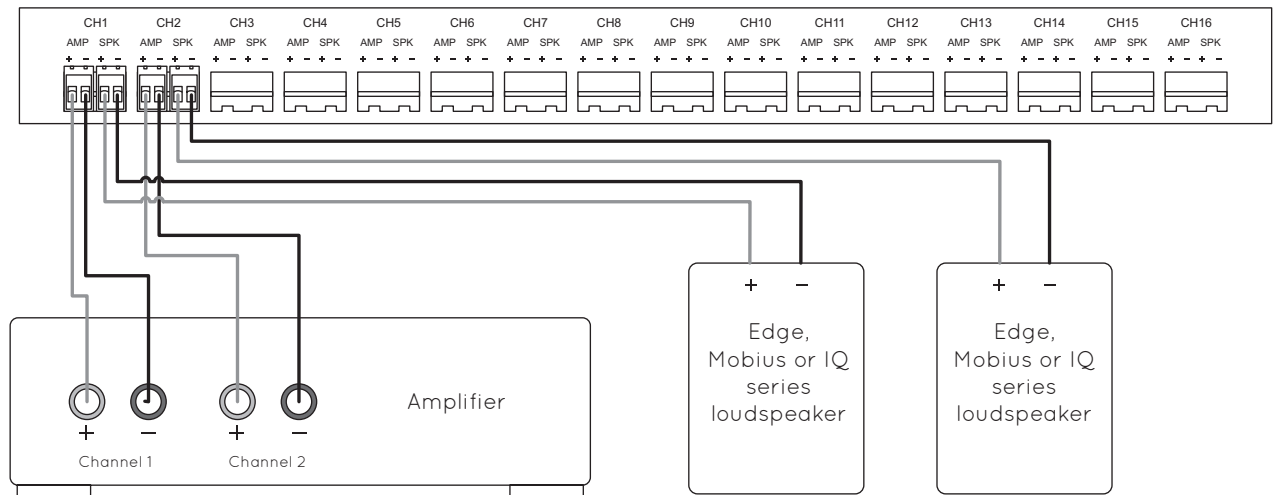 CH1 CH2 CH3 CH4 CH5 CH6 CH7 CH8 CH9 CH10 CH11 CH12 CH13 CH14 CH15 CH16
AMP SPK AMP SPK AMP SPK AMP SPK AMP SPK AMP SPK AMP SPK AMP SPK AMP SPK AMP SPK AMP SPK AMP SPK AMP SPK AMP SPK AMP SPK AMP SPK
+ - + - + - + - + - + - + - + - + - + - + - + - + - + - + - + - + - + - + - + - + - + - + - + - + - + - + - + - + - + - + - + -
+ −
Edge,
Mobius or IQ
series
loudspeaker
+ −
Edge,
Mobius or IQ
series
loudspeaker
Amplifier
+ − + −
Channel 1 Channel 2